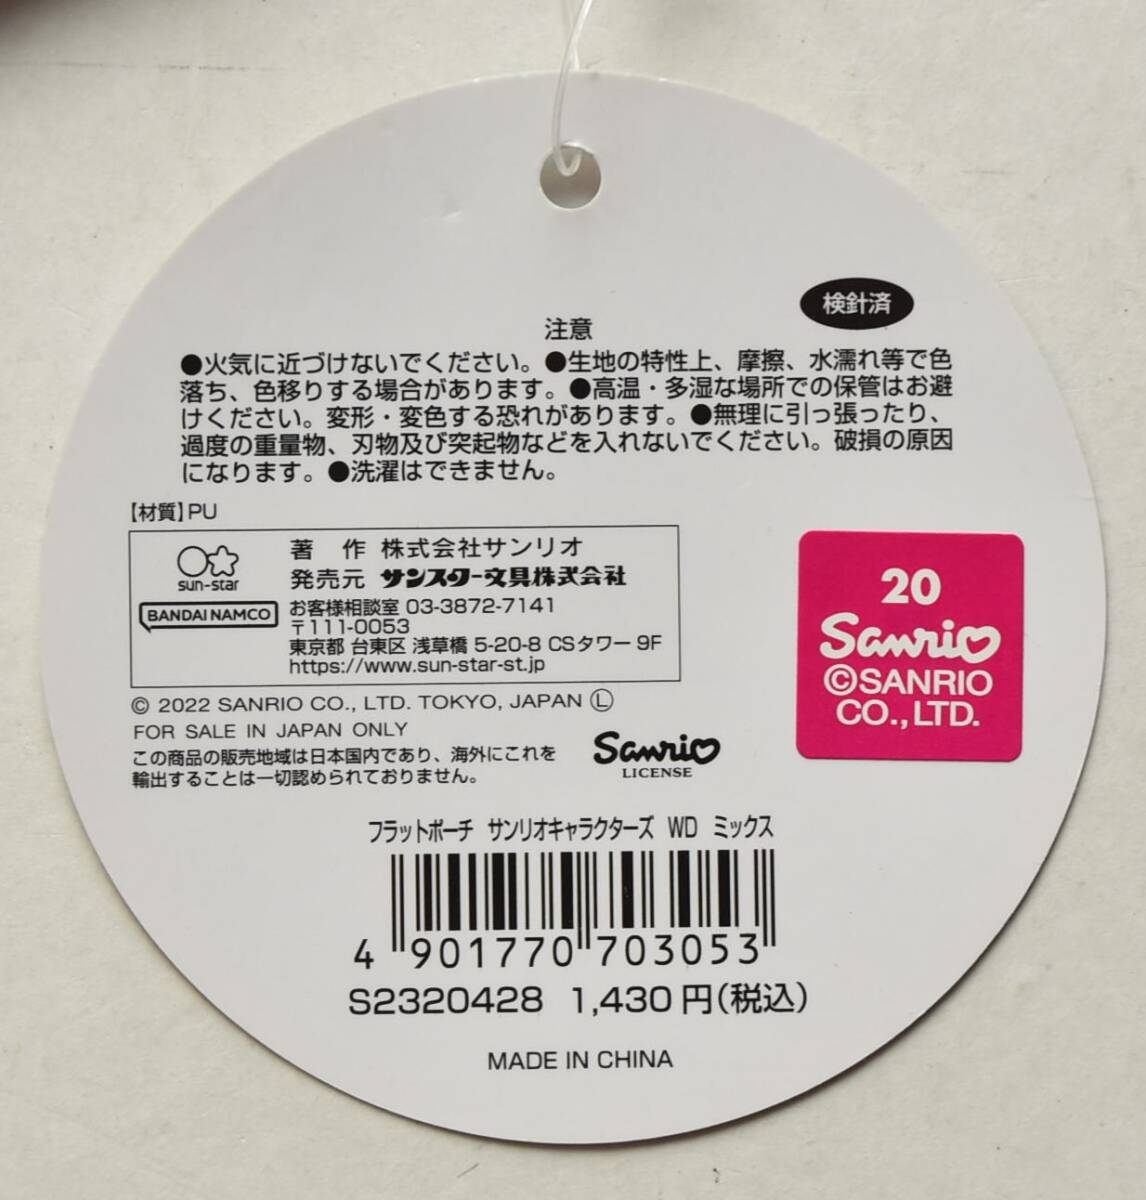 検針済
注意
●火気に近づけないでください。●生地の特性上、摩擦、水濡れ等で色
落ち、色移りする場合があります。●高温・多湿な場所での保管はお避
けください。変形・変色する恐れがあります。●無理に引っ張ったり、
過度の重量物、刃物及び突起物などを入れないでください。破損の原因
になります。●洗濯はできません。
【材質】PU
sun-star
BANDAI NAMCO
著 作 株式会社サンリオ
発売元 サンスター文具株式会社
お客様相談室 03-3872-7141
〒111-0053
東京都 台東区 浅草橋 5-20-8 CSタワー 9F
https://www.sun-star-st.jp
20
Sanrio
©SANRIO
CO.,LTD.
© 2022 SANRIO CO., LTD. TOKYO, JAPAN Ⓛ
FOR SALE IN JAPAN ONLY
この商品の販売地域は日本国内であり、海外にこれを
輸出することは一切認められておりません。
Sanrio
LICENSE
フラットポーチ サンリオキャラクターズ WD ミックス
4 901770 703053
S2320428 1,430円(税込)
MADE IN CHINA